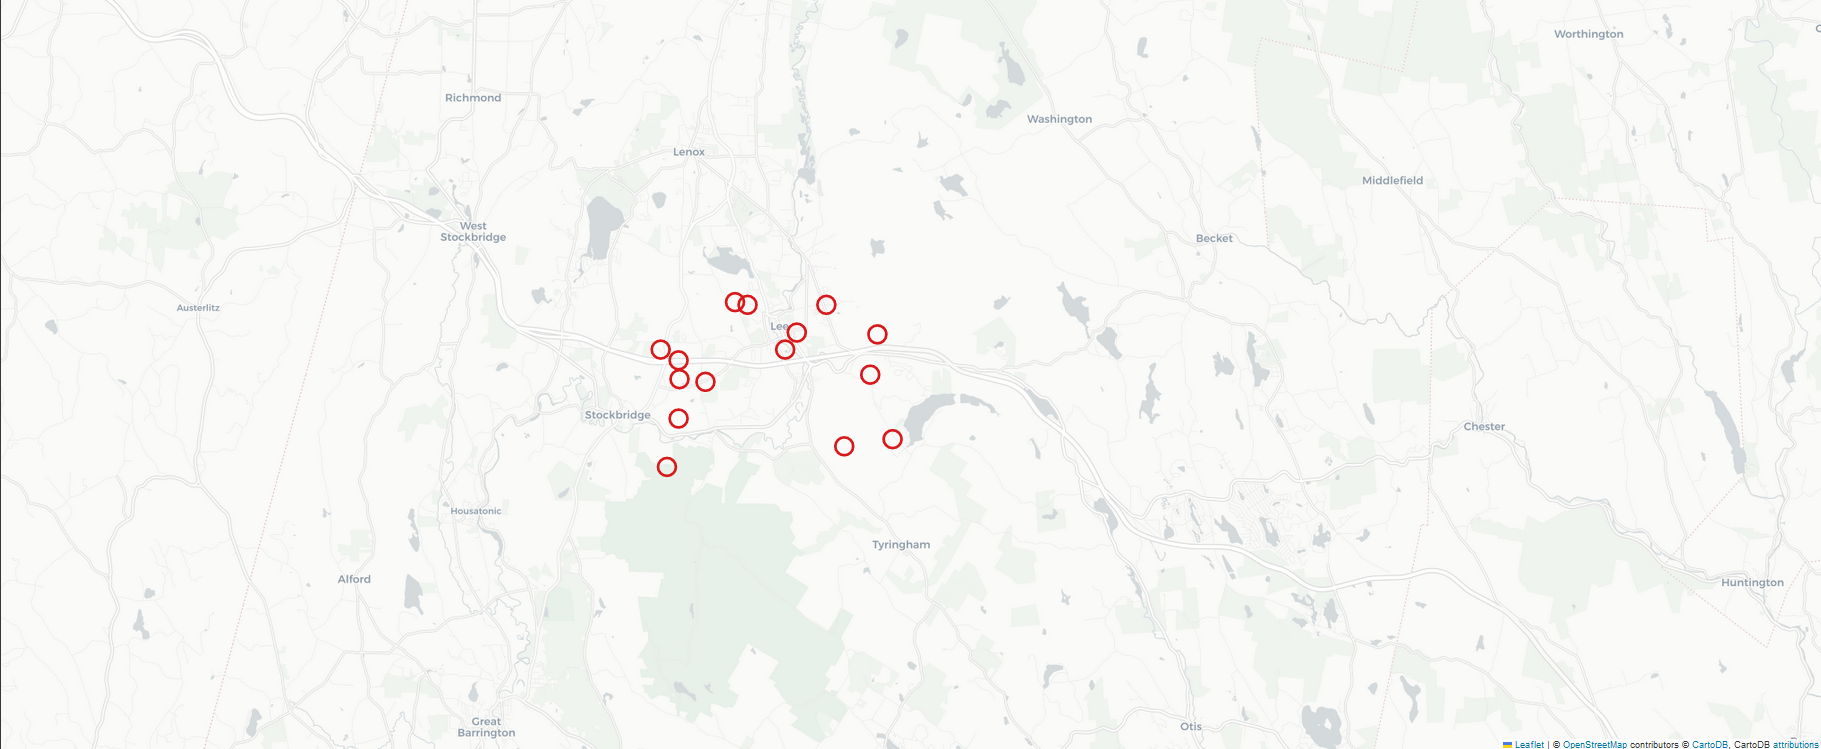 Worthington
Richmond
Washington
Lenox
Middlefield
West
Stockbridge
Becket
Austerlitz
Lee
Stockbridge
Chester
Housatonic
Tyringham
Alford
Huntington
Great
Barrington
Otis
Leaflet | © OpenStreetMap contributors © CartoDB, CartoDB attributions